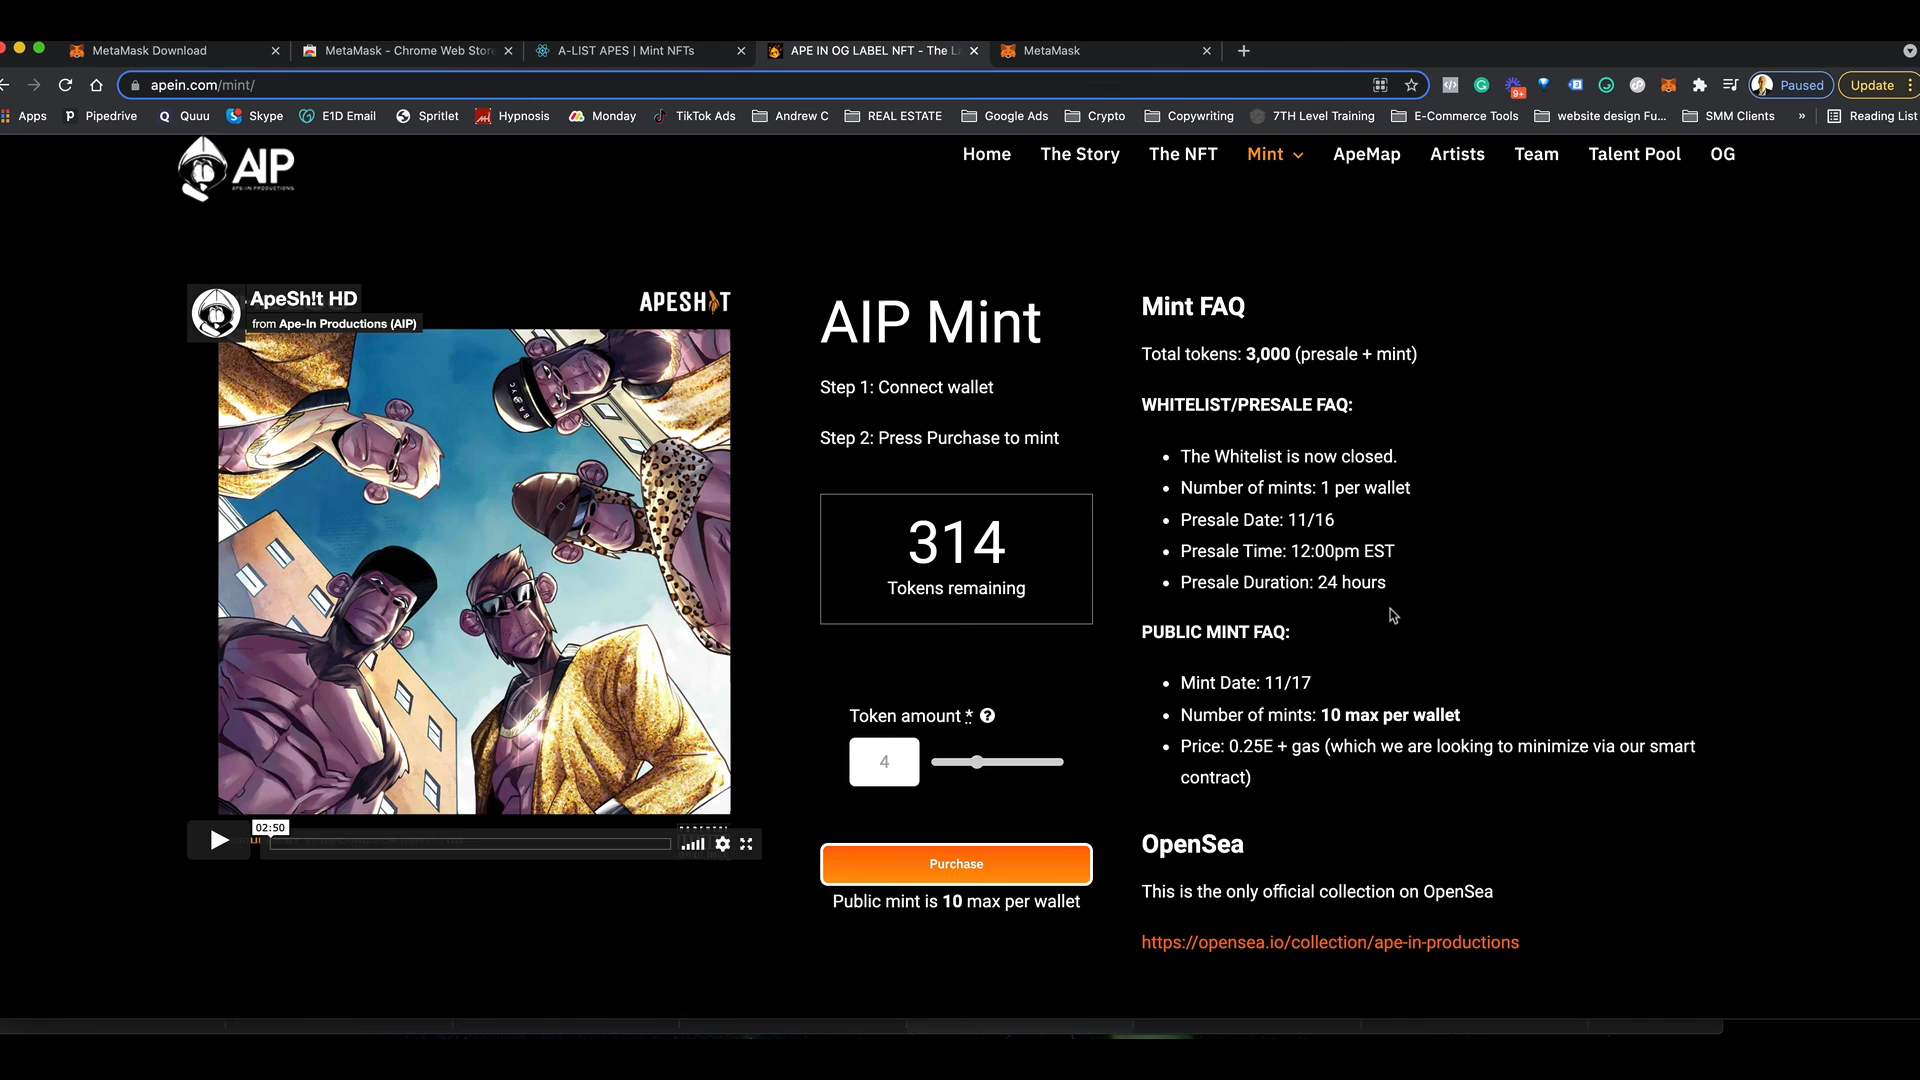 MetaMask Download
MetaMask - Chrome Web Store
A-LIST APES | Mint NFTs
APE IN OG LABEL NFT - The L
MetaMask
apein.com/mint/
9+
Paused
Update
Apps
Pipedrive
Quuu
Skype
E1D Email
Spritlet
Hypnosis
Monday
TikTok Ads
Andrew C
REAL ESTATE
Google Ads
Crypto
Copywriting
7TH Level Training
E-Commerce Tools
website design Fu...
SMM Clients
»
Reading List
AIP
APE-IN PRODUCTIONS
Home
The Story
The NFT
Mint
ApeMap
Artists
Team
Talent Pool
OG
ApeSh!t HD
from Ape-In Productions (AIP)
APESH!T
BAYC
02:50
AIP Mint
Step 1: Connect wallet
Step 2: Press Purchase to mint
314
Tokens remaining
Token amount *
4
Purchase
Public mint is 10 max per wallet
Mint FAQ
Total tokens: 3,000 (presale + mint)
WHITELIST/PRESALE FAQ:
• The Whitelist is now closed.
• Number of mints: 1 per wallet
• Presale Date: 11/16
• Presale Time: 12:00pm EST
• Presale Duration: 24 hours
PUBLIC MINT FAQ:
• Mint Date: 11/17
• Number of mints: 10 max per wallet
• Price: 0.25E + gas (which we are looking to minimize via our smart
contract)
OpenSea
This is the only official collection on OpenSea
https://opensea.io/collection/ape-in-productions